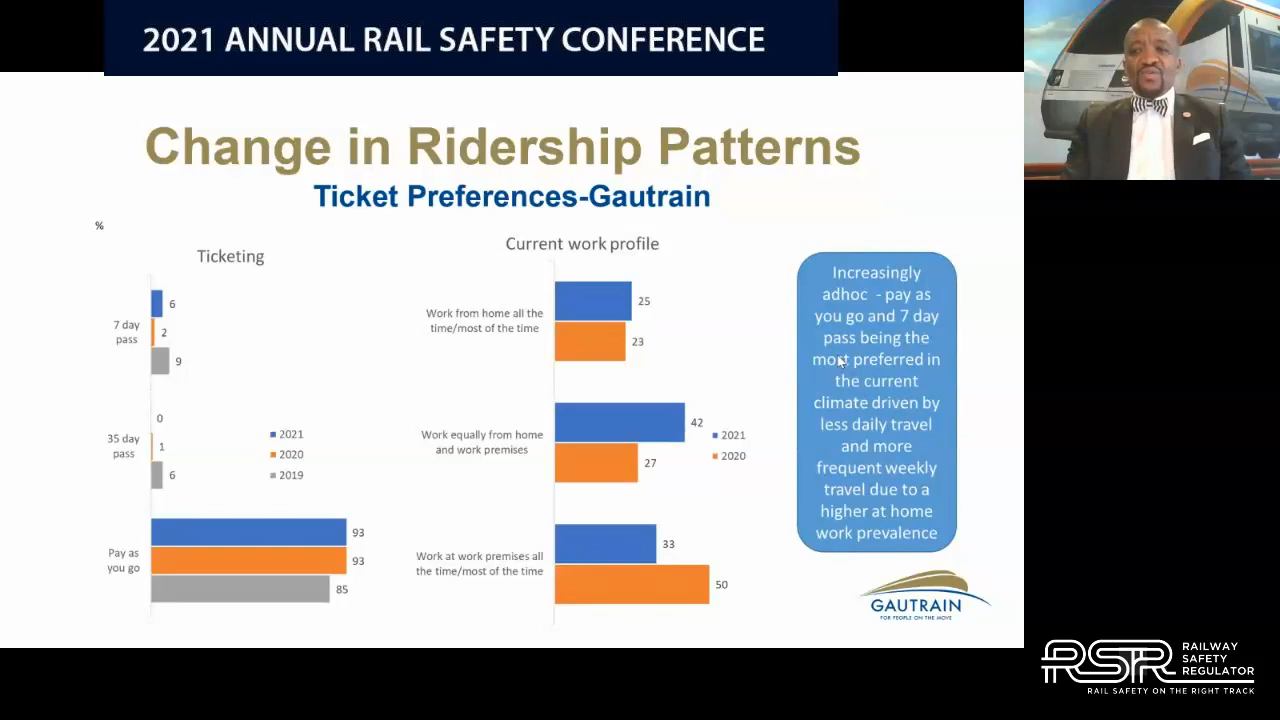 2021 ANNUAL RAIL SAFETY CONFERENCE
Change in Ridership Patterns
Ticket Preferences-Gautrain
%
Ticketing
7 day
pass
6
2
9
35 day
pass
0
1
6
Pay as
you go
93
93
85
2021
2020
2019
Current work profile
Work from home all the
time/most of the time
25
23
Work equally from home
and work premises
42
27
Work at work premises all
the time/most of the time
33
50
2021
2020
Increasingly
adhoc - pay as
you go and 7 day
pass being the
most preferred in
the current
climate driven by
less daily travel
and more
frequent weekly
travel due to a
higher at home
work prevalence
GAUTRAIN
FOR PEOPLE ON THE MOVE
RSR
RAILWAY
SAFETY
REGULATOR
RAIL SAFETY ON THE RIGHT TRACK